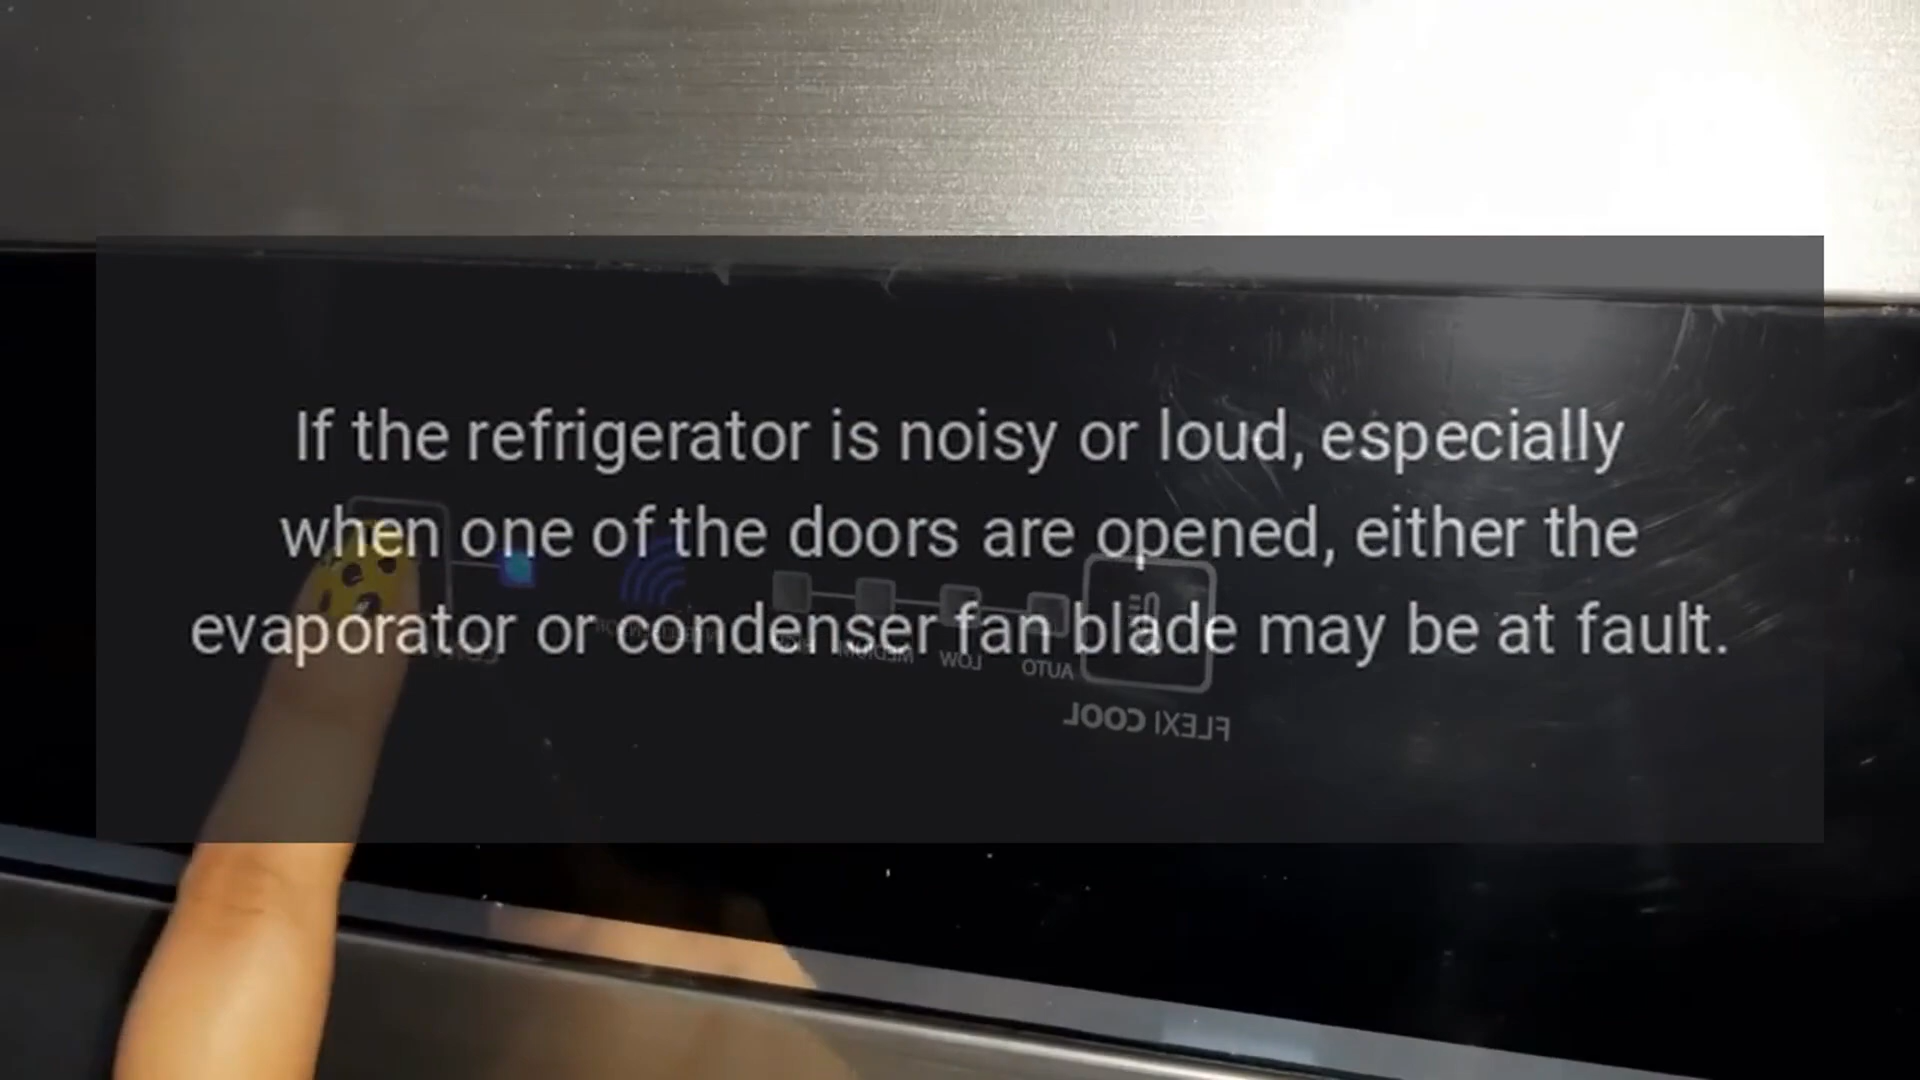 If the refrigerator is noisy or loud, especially
when one of the doors are opened, either the
evaporator or condenser fan blade may be at fault.
MEDIUM LOW AUTO
FLEXI COOL